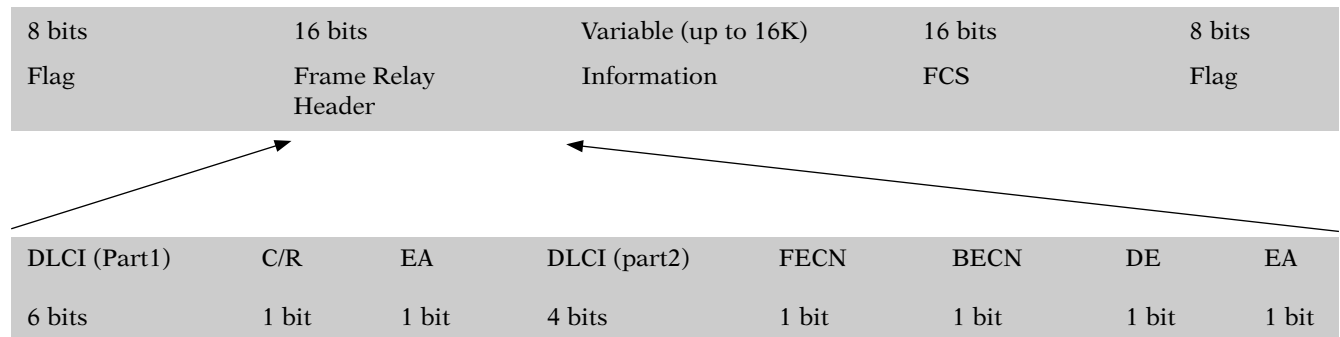 8 bits 16 bits Variable (up to 16K) 16 bits 8 bits
Flag Frame Relay Information FCS Flag
Header
DLCI (Part1) C/R EA DLCI (part2) FECN BECN DE EA
6 bits 1 bit 1 bit 4 bits 1 bit 1 bit 1 bit 1 bit